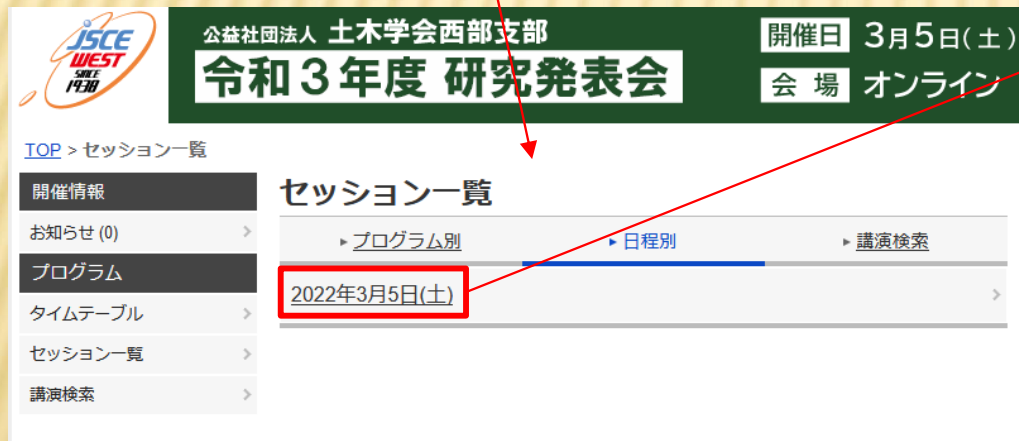 JSCE
WEST
SINCE
1938
公益社団法人 土木学会西部支部
令和3年度 研究発表会
開催日 3月5日(土)
会 場 オンライン
TOP > セッション一覧
開催情報
お知らせ (0)
プログラム
タイムテーブル
セッション一覧
講演検索
セッション一覧
プログラム別 日程別 講演検索
2022年3月5日(土)